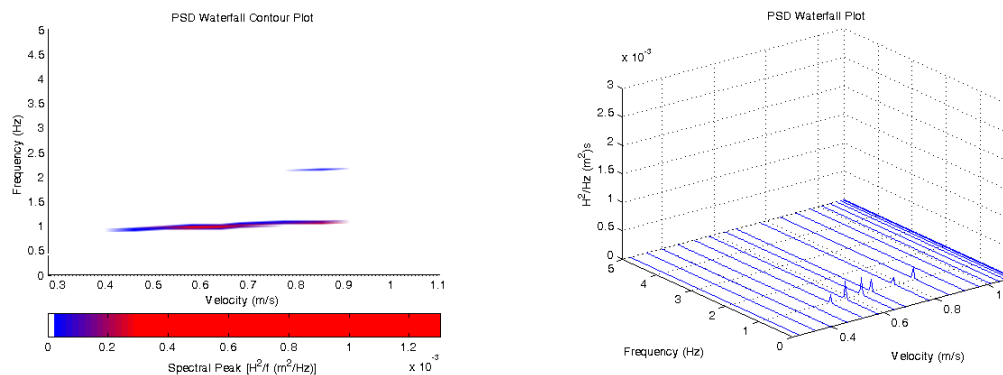 PSD Waterfall Contour Plot
5
4.5
4
3.5
3
2.5
2
1.5
1
0.5
0
Frequency (Hz)
0.3 0.4 0.5 0.6 0.7 0.8 0.9 1 1.1
Velocity (m/s)
0 0.2 0.4 0.6 0.8 1 1.2
x 10⁻³
Spectral Peak [H²/f (m²/Hz)]
PSD Waterfall Plot
x 10⁻³
3
2.5
2
1.5
1
0.5
0
H²/Hz (m²)s
5
4
3
2
1
0
Frequency (Hz)
0.4
0.6
0.8
1
Velocity (m/s)